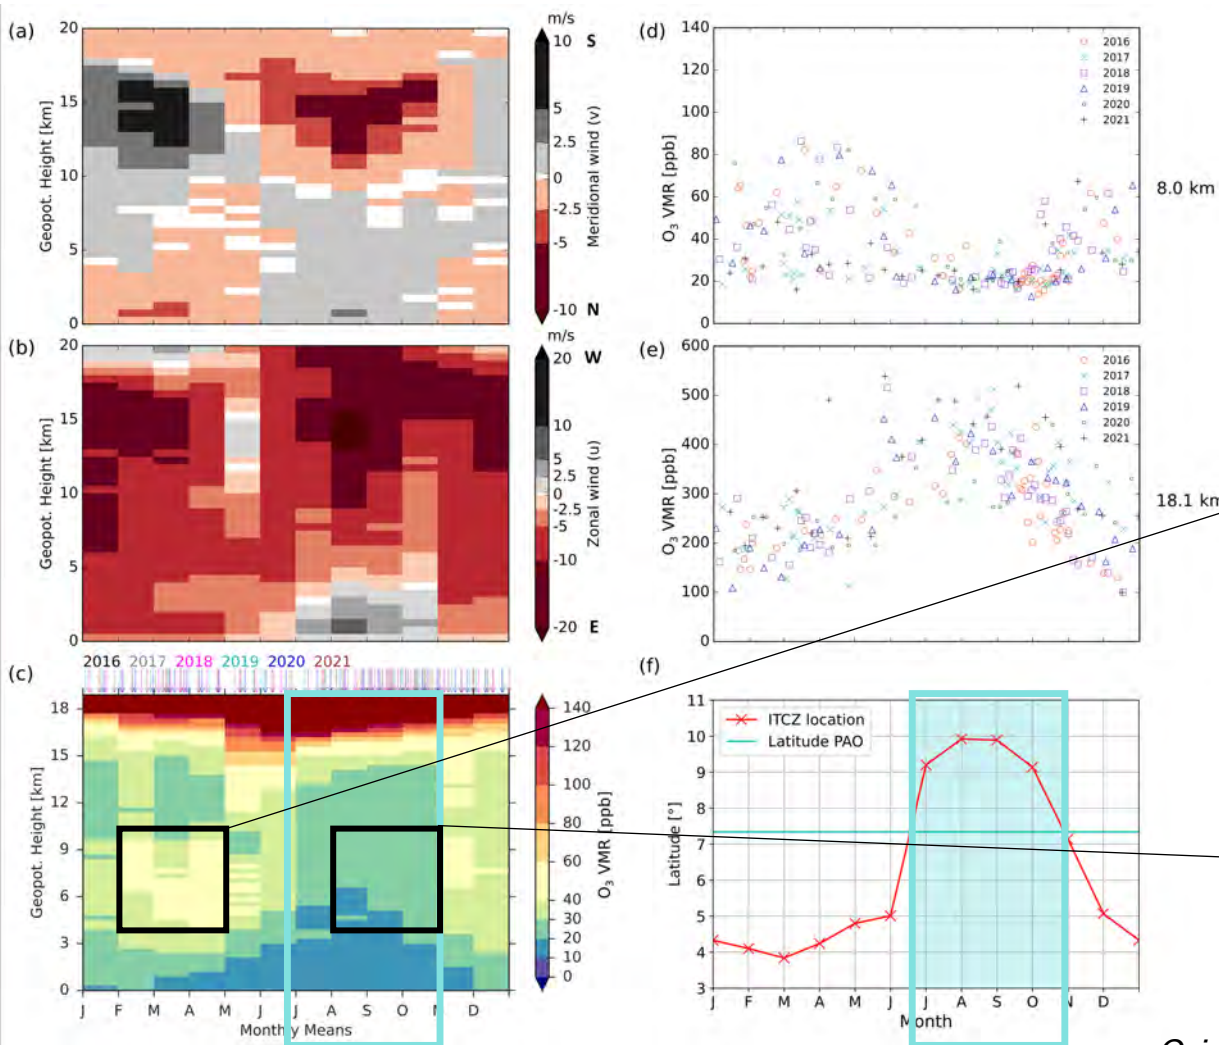 (a)
20
15
10
5
0
Geopot. Height [km]
m/s
10 S
5
2.5
0
-2.5
-5
-10 N
Meridional wind (v)
(b)
20
15
10
5
0
Geopot. Height [km]
m/s
20 W
10
5
2.5
0
-2.5
-5
-10
-20 E
Zonal wind (u)
2016 2017 2018 2019 2020 2021
(c)
18
15
12
9
6
3
0
Geopot. Height [km]
J F M A M J J A S O N D
Monthly Means
140
120
100
80
60
40
30
20
10
0
O3 VMR [ppb]
(d)
140
120
100
80
60
40
20
0
O3 VMR [ppb]
2016
2017
2018
2019
2020
2021
8.0 km
(e)
600
500
400
300
200
100
0
O3 VMR [ppb]
2016
2017
2018
2019
2020
2021
18.1 km
(f)
11
10
9
8
7
6
5
4
3
Latitude [°]
ITCZ location
Latitude PAO
J F M A M J J A S O N D
Month